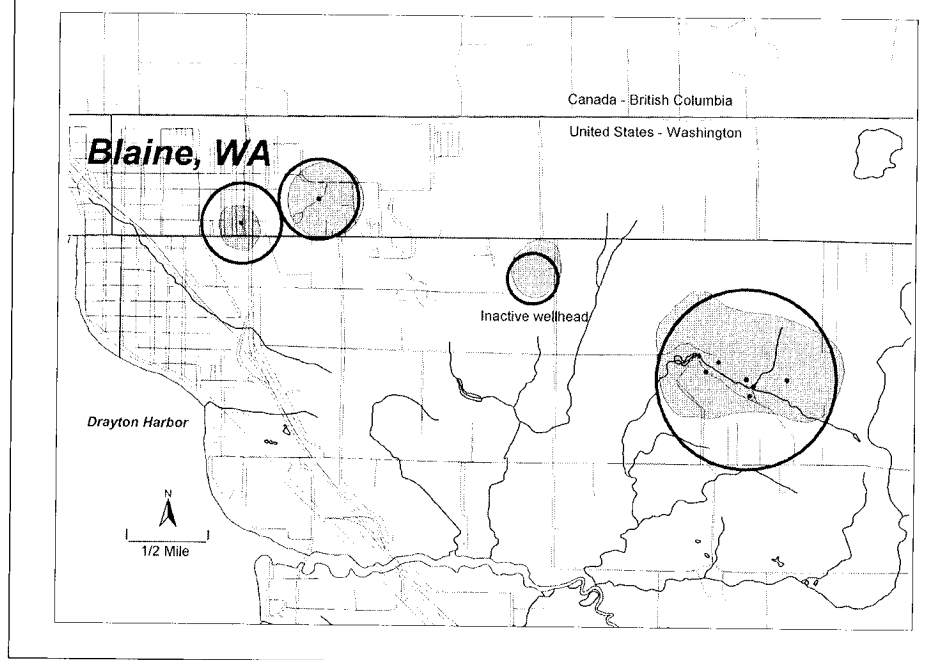 Canada - British Columbia
United States - Washington
Blaine, WA
Inactive wellhead
Drayton Harbor
N
1/2 Mile